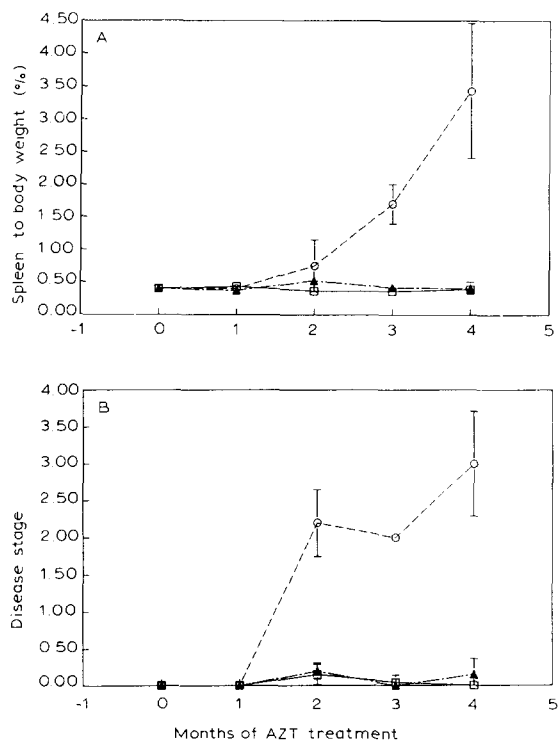 A
Spleen to body weight (%)
4.50
4.00
3.50
3.00
2.50
2.00
1.50
1.00
0.50
0.00
-1 0 1 2 3 4 5
B
Disease stage
4.00
3.50
3.00
2.50
2.00
1.50
1.00
0.50
0.00
-1 0 1 2 3 4 5
Months of AZT treatment